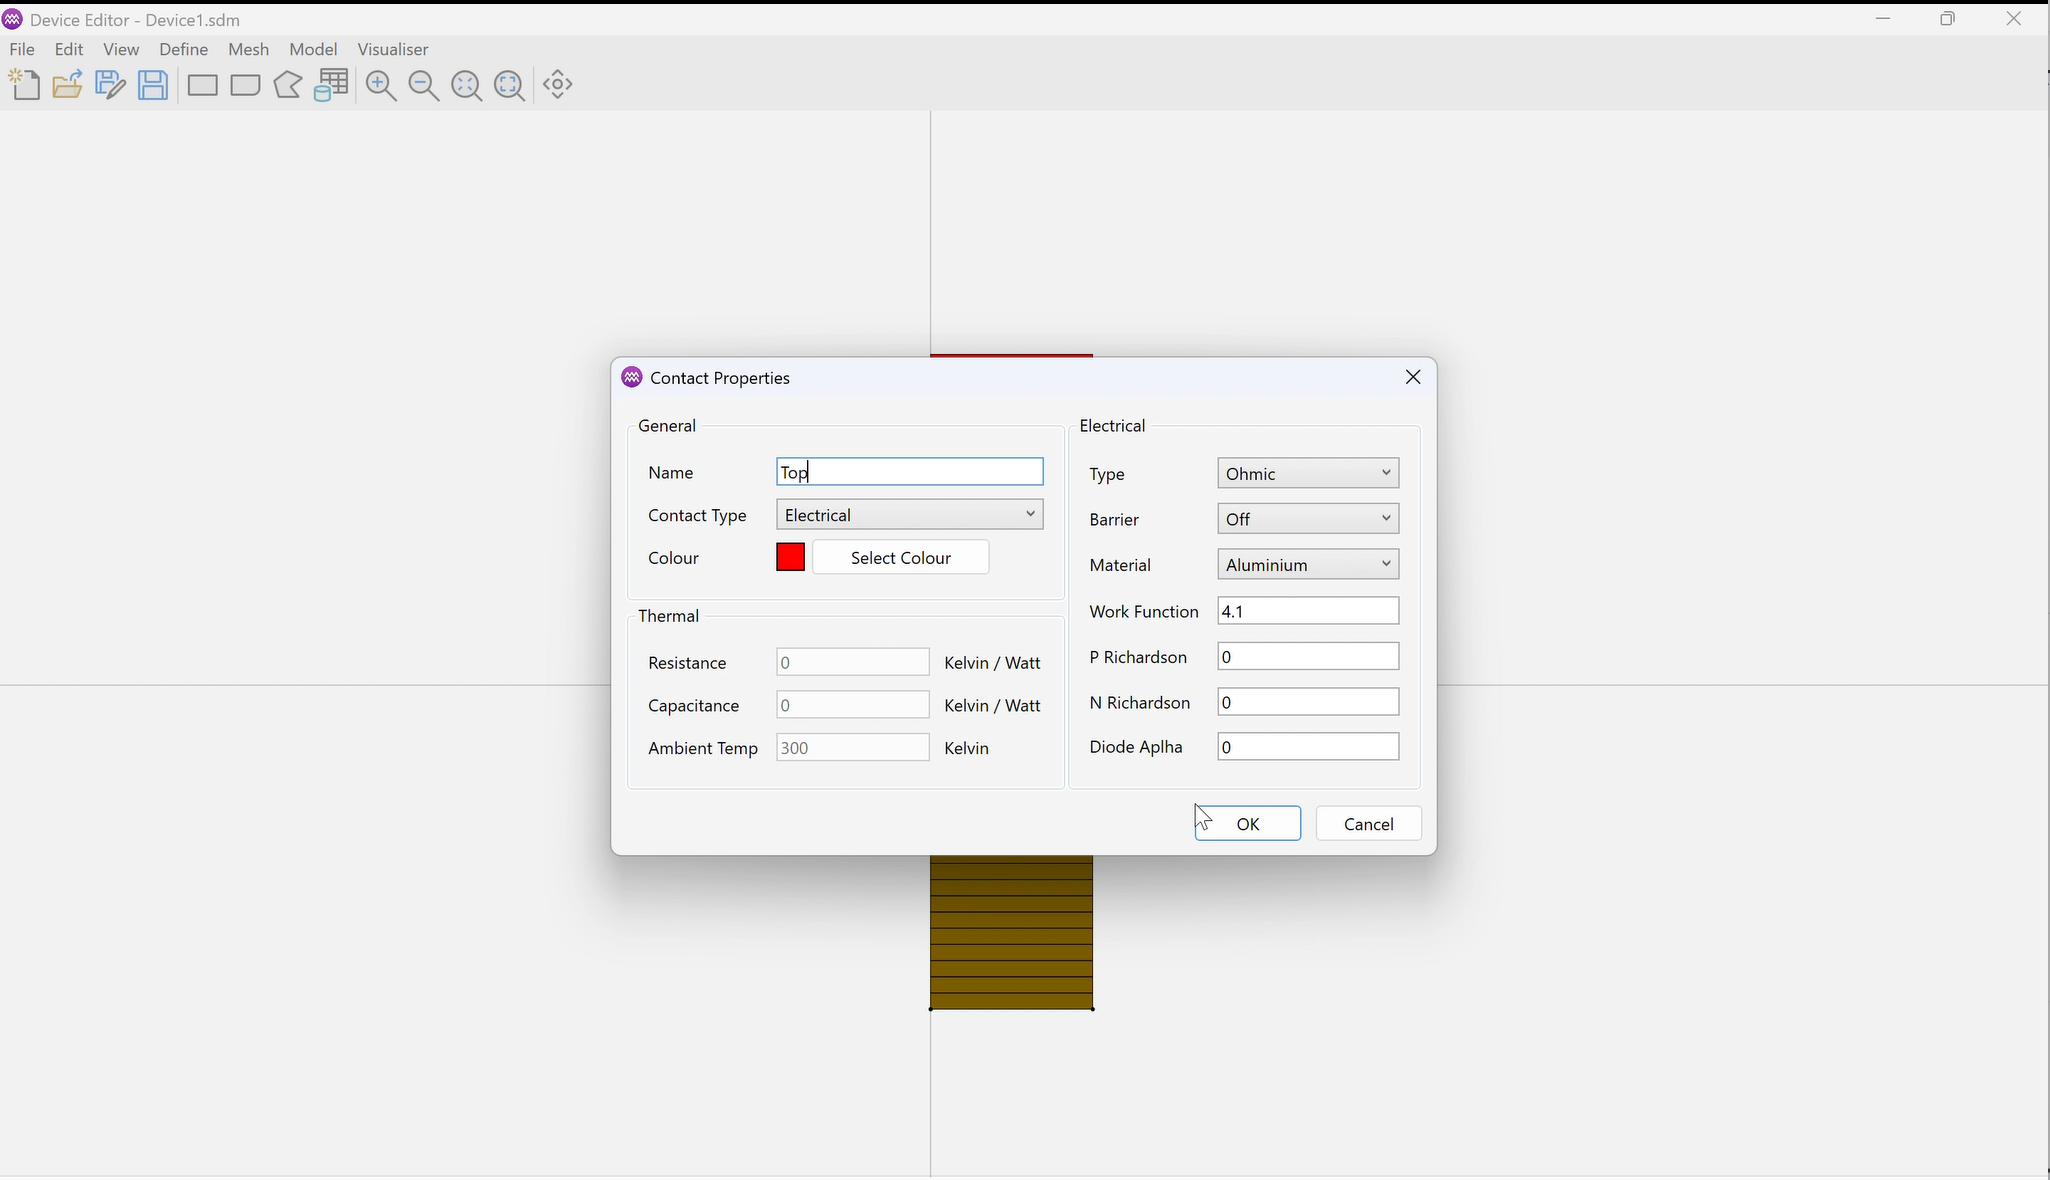 Device Editor - Device1.sdm
File Edit View Define Mesh Model Visualiser
Contact Properties
General
Name Top
Contact Type Electrical
Colour Select Colour
Thermal
Resistance 0 Kelvin / Watt
Capacitance 0 Kelvin / Watt
Ambient Temp 300 Kelvin
Electrical
Type Ohmic
Barrier Off
Material Aluminium
Work Function 4.1
P Richardson 0
N Richardson 0
Diode Aplha 0
OK Cancel